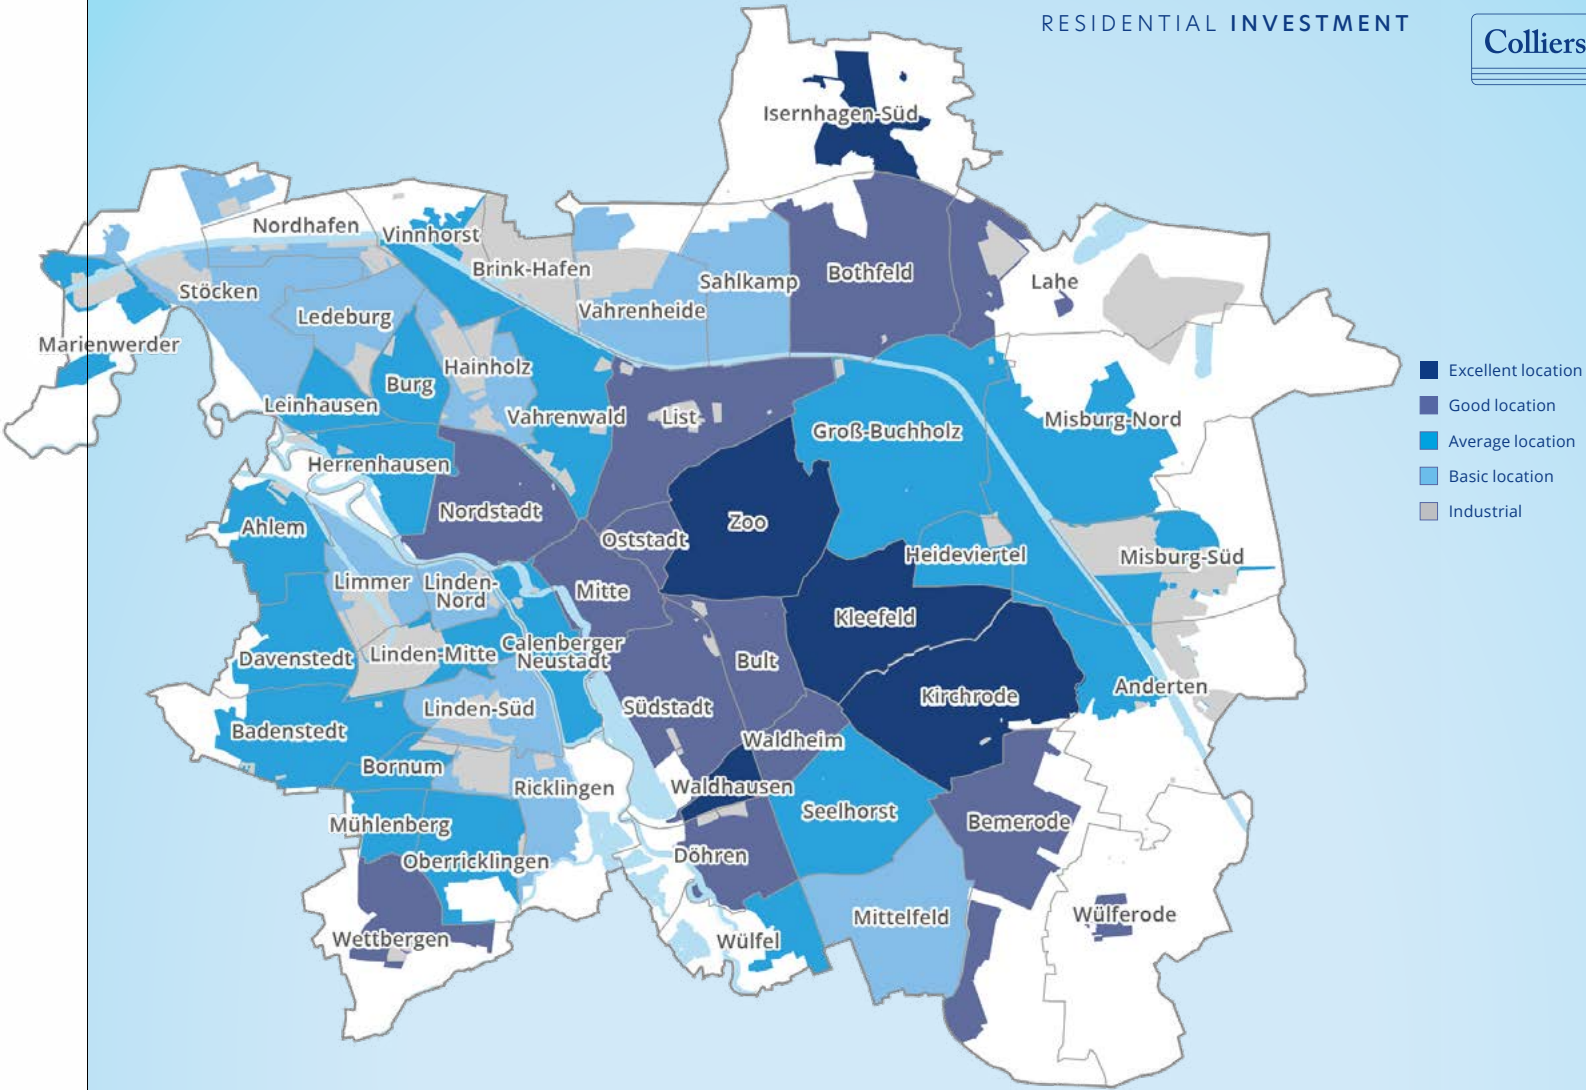 RESIDENTIAL INVESTMENT
Colliers
Isernhagen-Süd
Nordhafen
Vinnhorst
Brink-Hafen
Sahlkamp
Bothfeld
Lahe
Stöcken
Ledeburg
Vahrenheide
Marienwerder
Hainholz
Burg
Leinhausen
Vahrenwald
List
Groß-Buchholz
Misburg-Nord
Herrenhausen
Nordstadt
Zoo
Ahlem
Oststadt
Heideviertel
Misburg-Süd
Limmer
Linden-
Nord
Mitte
Kleefeld
Davenstedt
Linden-Mitte
Calenberger
Neustadt
Bult
Anderten
Kirchrode
Linden-Süd
Südstadt
Badenstedt
Waldheim
Bornum
Ricklingen
Waldhausen
Seelhorst
Bemerode
Mühlenberg
Oberricklingen
Döhren
Mittelfeld
Wülferode
Wettbergen
Wülfel
Excellent location
Good location
Average location
Basic location
Industrial